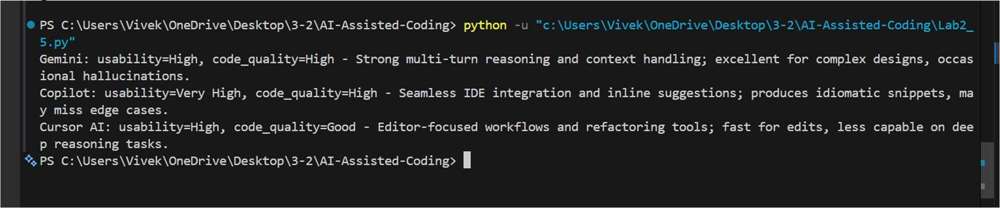 PS C:\Users\Vivek\OneDrive\Desktop\3-2\AI-Assisted-Coding> python -u "c:\Users\Vivek\OneDrive\Desktop\3-2\AI-Assisted-Coding\Lab2_
5.py"
Gemini: usability=High, code_quality=High - Strong multi-turn reasoning and context handling; excellent for complex designs, occas
ional hallucinations.
Copilot: usability=Very High, code_quality=High - Seamless IDE integration and inline suggestions; produces idiomatic snippets, ma
y miss edge cases.
Cursor AI: usability=High, code_quality=Good - Editor-focused workflows and refactoring tools; fast for edits, less capable on dee
p reasoning tasks.
PS C:\Users\Vivek\OneDrive\Desktop\3-2\AI-Assisted-Coding>